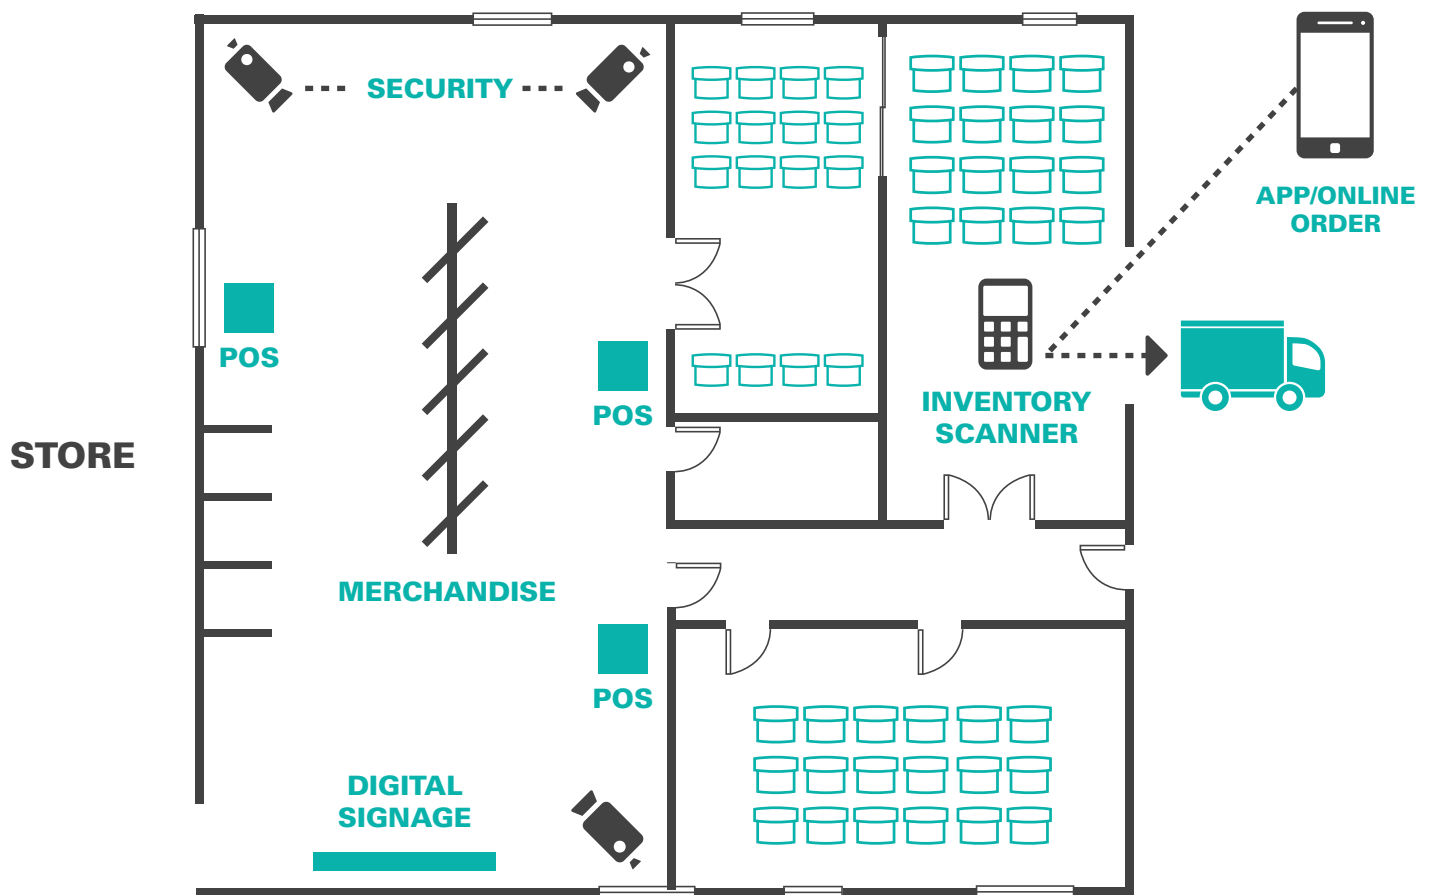 SECURITY
APP/ONLINE
ORDER
POS
POS
INVENTORY
SCANNER
STORE
MERCHANDISE
POS
DIGITAL
SIGNAGE